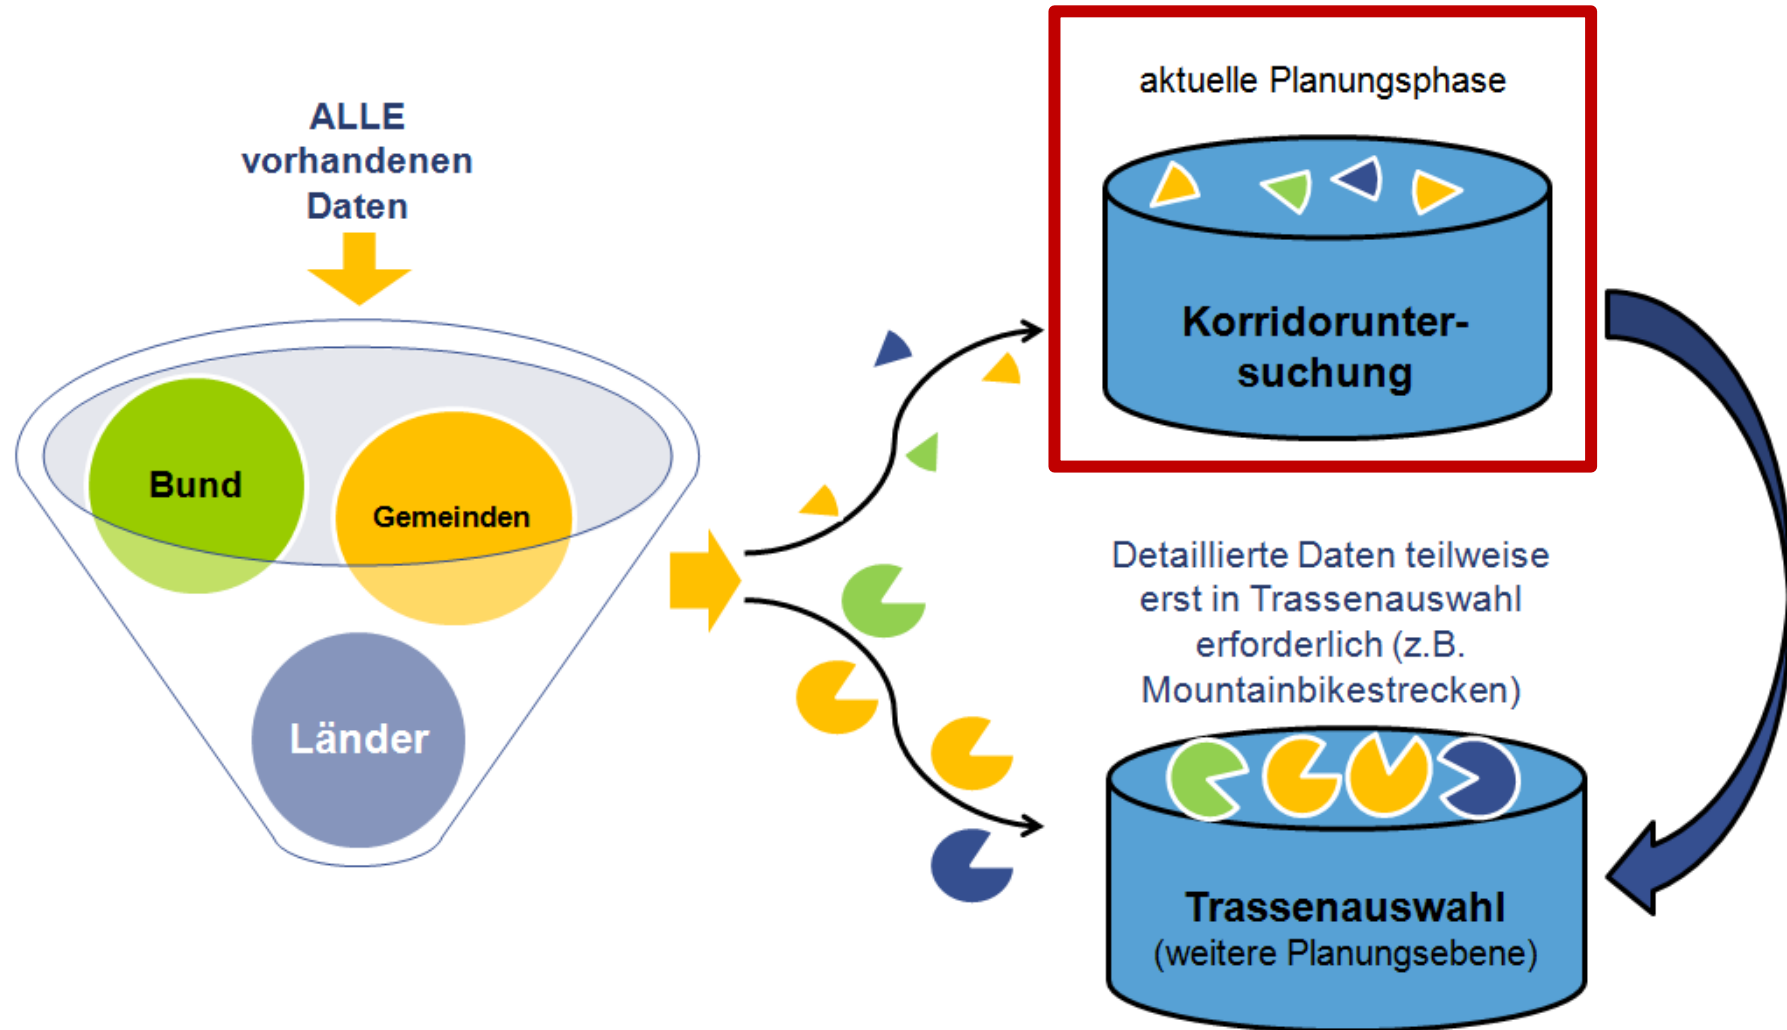 ALLE
vorhandenen
Daten
Bund
Gemeinden
Länder
aktuelle Planungsphase
Korridorunter-
suchung
Detaillierte Daten teilweise
erst in Trassenauswahl
erforderlich (z.B.
Mountainbikestrecken)
Trassenauswahl
(weitere Planungsebene)